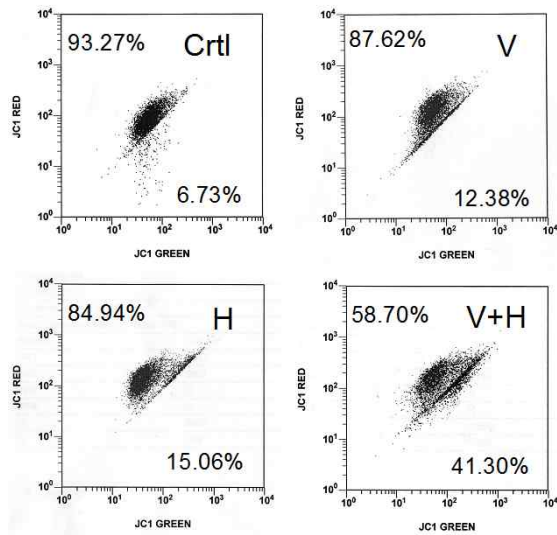 93.27% Crtl
10⁴
10³
10²
10¹
10⁰
JC1 RED
6.73%
10⁰ 10¹ 10² 10³ 10⁴
JC1 GREEN
87.62% V
10⁴
10³
10²
10¹
10⁰
JC1 RED
12.38%
10⁰ 10¹ 10² 10³ 10⁴
JC1 GREEN
84.94% H
10⁴
10³
10²
10¹
10⁰
JC1 RED
15.06%
10⁰ 10¹ 10² 10³ 10⁴
JC1 GREEN
58.70% V+H
10⁴
10³
10²
10¹
10⁰
JC1 RED
41.30%
10⁰ 10¹ 10² 10³ 10⁴
JC1 GREEN